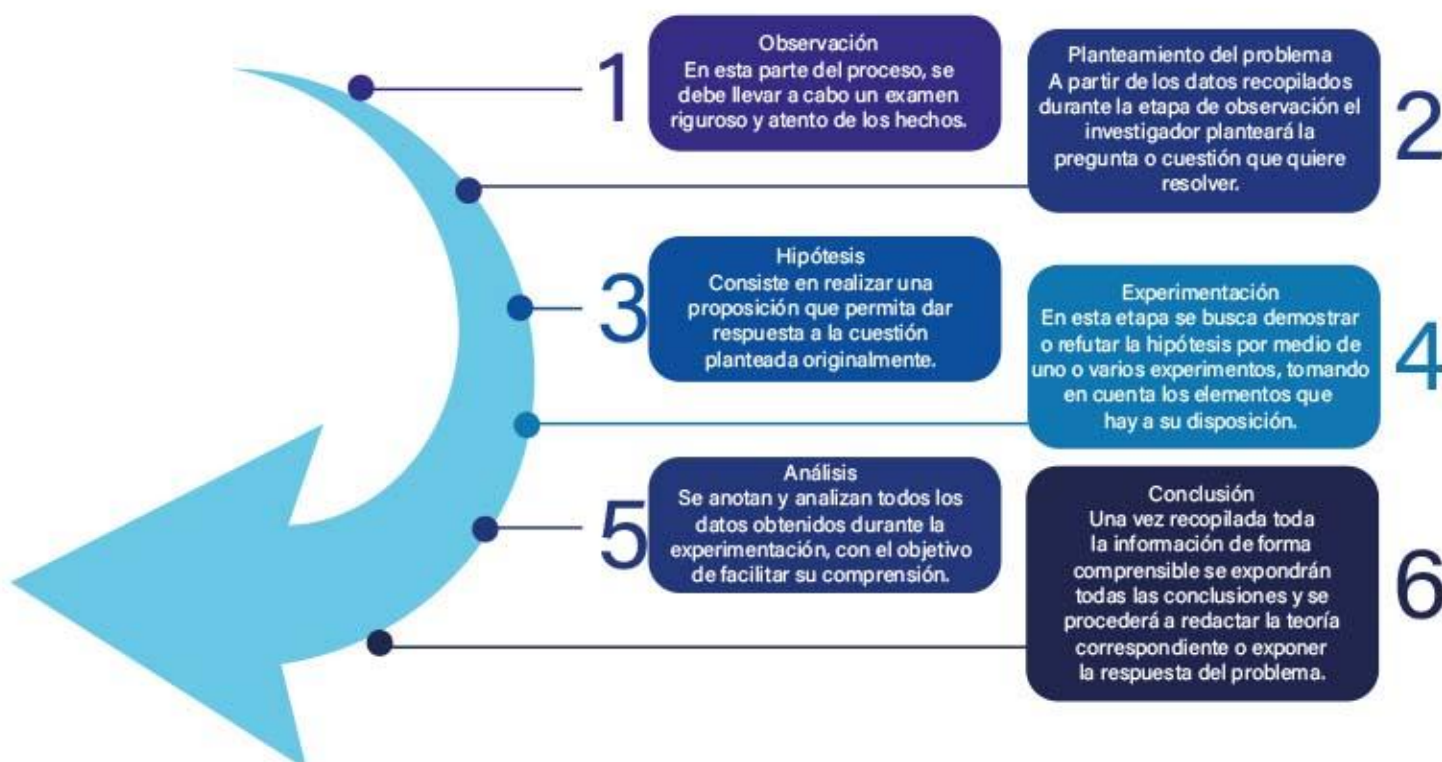 1
Observación
En esta parte del proceso, se
debe llevar a cabo un examen
riguroso y atento de los hechos.
Planteamiento del problema
A partir de los datos recopilados
durante la etapa de observación el
investigador planteará la
pregunta o cuestión que quiere
resolver.
2
3
Hipótesis
Consiste en realizar una
proposición que permita dar
respuesta a la cuestión
planteada originalmente.
Experimentación
En esta etapa se busca demostrar
o refutar la hipótesis por medio de
uno o varios experimentos, tomando
en cuenta los elementos que
hay a su disposición.
4
5
Análisis
Se anotan y analizan todos los
datos obtenidos durante la
experimentación, con el objetivo
de facilitar su comprensión.
Conclusión
Una vez recopilada toda
la información de forma
comprensible se expondrán
todas las conclusiones y se
procederá a redactar la teoría
correspondiente o exponer
la respuesta del problema.
6